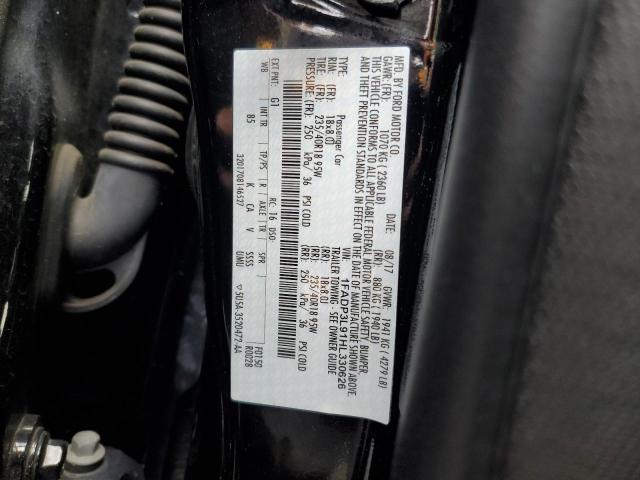 MFD. BY FORD MOTOR CO.
DATE: 08/17 GVWR: 1941 KG ( 4279 LB)
GAWR:(FR): 1070 KG ( 2360 LB) (RR): 880 KG ( 1940 LB)
THIS VEHICLE CONFORMS TO ALL APPLICABLE FEDERAL MOTOR VEHICLE SAFETY, BUMPER,
AND THEFT PREVENTION STANDARDS IN EFFECT ON THE DATE OF MANUFACTURE SHOWN ABOVE.
VIN: 1FADP3L91HL330626
TYPE: Passenger Car TRAILER TOWING - SEE OWNER GUIDE
RIM: (FR): 18x8.0J (RR): 18x8.0J
TIRE: (FR): 235/40R18 95W (RR): 235/40R18 95W
PRESSURE:(FR): 250 kPa/ 36 PSI COLD (RR): 250 kPa/ 36 PSI COLD
3201708146527
EXT PNT: G1 RC: 16 DSO: F0150
R0028
WB INT TR TP/PS R AXLE TR SPR
85 K CA V SSSS UMU
5U5A-3520472-AA